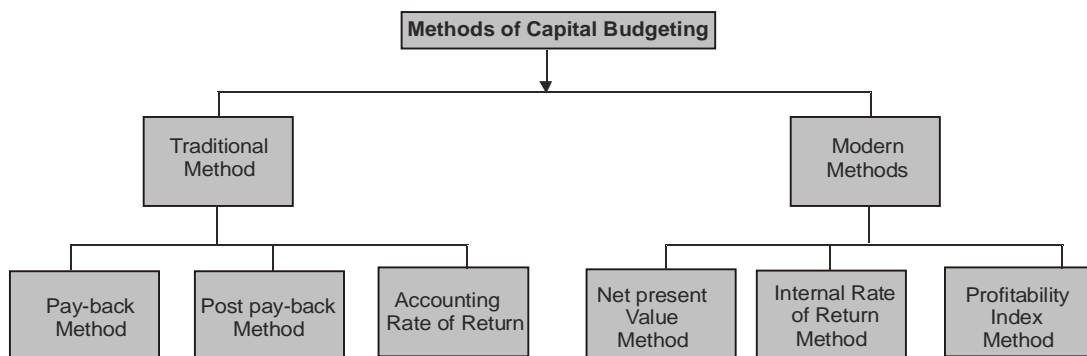 Methods of Capital Budgeting
Traditional
Method
Modern
Methods
Pay-back
Method
Post pay-back
Method
Accounting
Rate of Return
Net present
Value
Method
Internal Rate
of Return
Method
Profitability
Index
Method